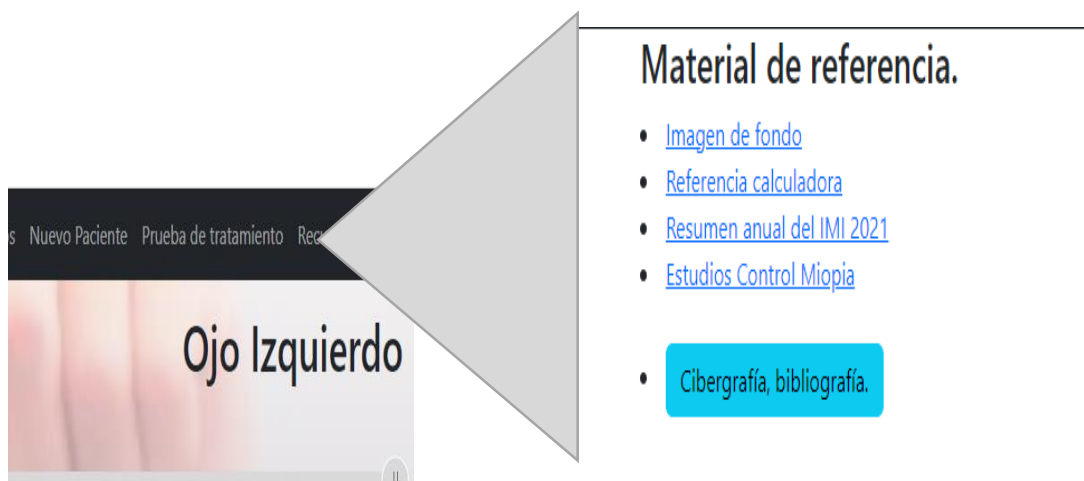 s Nuevo Paciente Prueba de tratamiento
Ojo Izquierdo
Material de referencia.
Imagen de fondo
Referencia calculadora
Resumen anual del IMI 2021
Estudios Control Miopia
Cibergrafía, bibliografía.